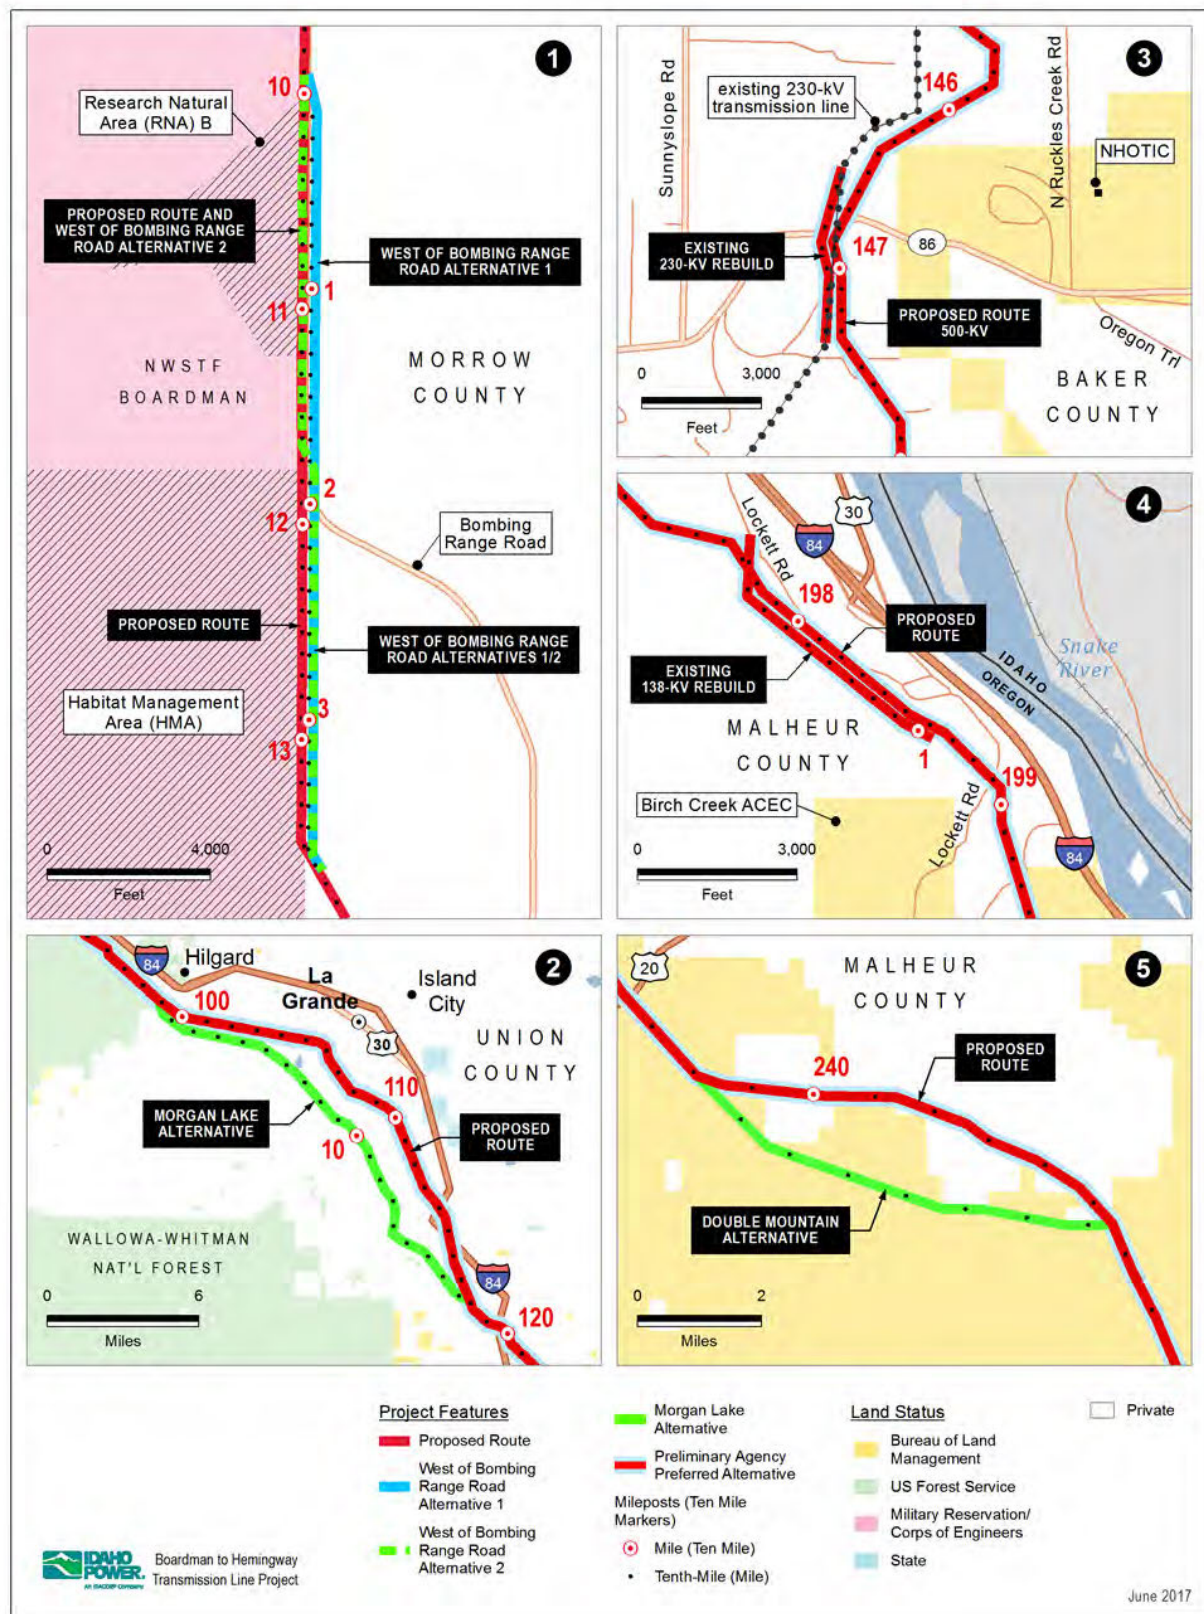 1
10
Research Natural
Area (RNA) B
PROPOSED ROUTE AND
WEST OF BOMBING RANGE
ROAD ALTERNATIVE 2
WEST OF BOMBING RANGE
ROAD ALTERNATIVE 1
1
11
NWSTF
BOARDMAN
MORROW
COUNTY
2
12
Bombing
Range Road
PROPOSED ROUTE
WEST OF BOMBING RANGE
ROAD ALTERNATIVES 1/2
Habitat Management
Area (HMA)
3
13
0
4,000
Feet
3
Sunnyslope Rd
existing 230-kV
transmission line
146
N Ruckles Creek Rd
NHOTIC
EXISTING
230-KV REBUILD
147
86
PROPOSED ROUTE
500-KV
Oregon Trl
0
3,000
Feet
BAKER
COUNTY
4
Lockett Rd
30
84
198
PROPOSED
ROUTE
Snake
River
IDAHO
OREGON
EXISTING
138-KV REBUILD
MALHEUR
COUNTY
1
199
Birch Creek ACEC
Lockett Rd
84
0
3,000
Feet
2
84
Hilgard
La
Grande
Island
City
100
30
UNION
COUNTY
110
MORGAN LAKE
ALTERNATIVE
10
PROPOSED
ROUTE
WALLOWA-WHITMAN
NAT'L FOREST
84
0
6
Miles
120
5
20
MALHEUR
COUNTY
240
PROPOSED
ROUTE
DOUBLE MOUNTAIN
ALTERNATIVE
0
2
Miles
Project Features
Proposed Route
West of Bombing
Range Road
Alternative 1
West of Bombing
Range Road
Alternative 2
Morgan Lake
Alternative
Preliminary Agency
Preferred Alternative
Mileposts (Ten Mile
Markers)
Mile (Ten Mile)
Tenth-Mile (Mile)
Land Status
Bureau of Land
Management
US Forest Service
Military Reservation/
Corps of Engineers
State
Private
IDAHO
POWER.
An IDACORP Company
Boardman to Hemingway
Transmission Line Project
June 2017